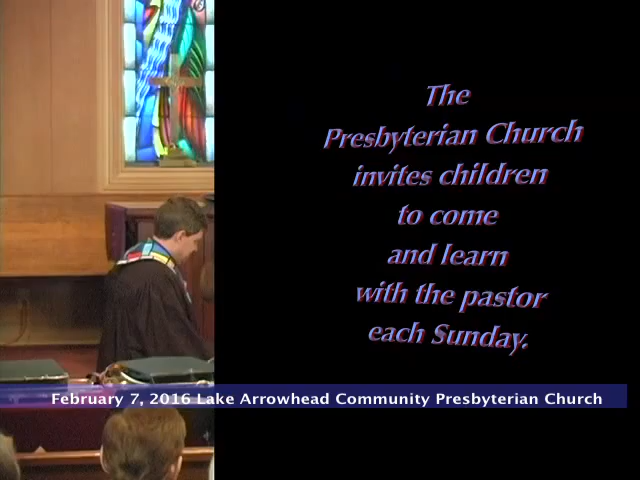 The
Presbyterian Church
invites children
to come
and learn
with the pastor
each Sunday.
February 7, 2016 Lake Arrowhead Community Presbyterian Church